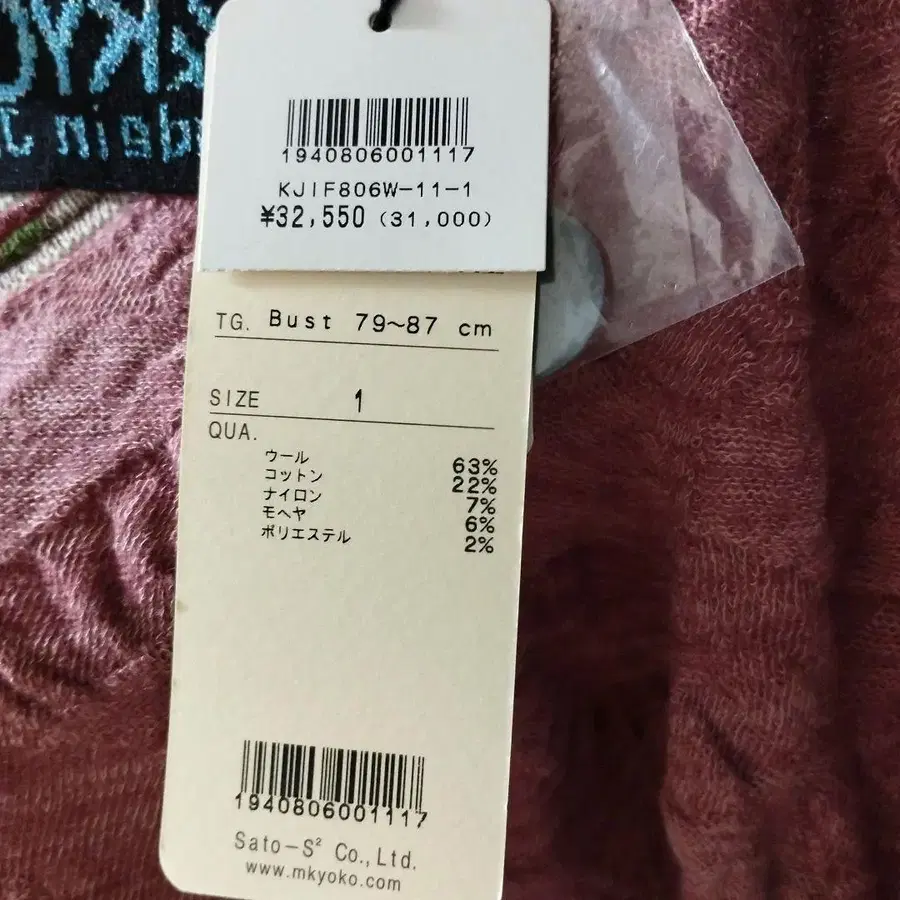 1940806001117
KJIF806W-11-1
¥32,550 (31,000)
TG. Bust 79~87 cm
SIZE 1
QUA.
ウール 63%
コットン 22%
ナイロン 7%
モヘヤ 6%
ポリエステル 2%
1940806001117
Sato-S² Co.,Ltd.
www.mkyoko.com